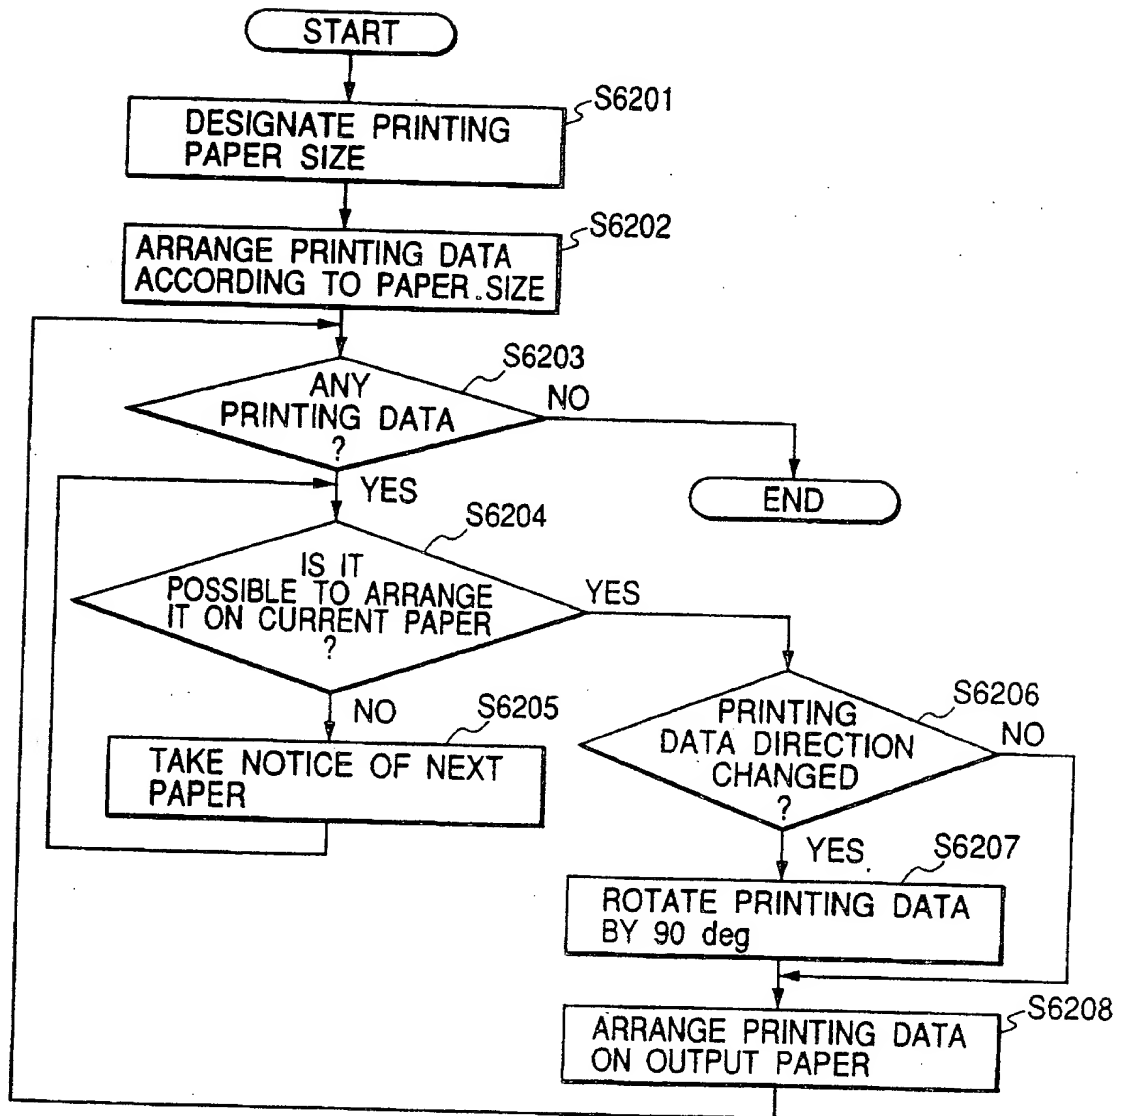 START
S6201
DESIGNATE PRINTING
PAPER SIZE
S6202
ARRANGE PRINTING DATA
ACCORDING TO PAPER SIZE
S6203
ANY
PRINTING DATA
?
NO
YES
END
S6204
IS IT
POSSIBLE TO ARRANGE
IT ON CURRENT PAPER
?
YES
NO
S6205
TAKE NOTICE OF NEXT
PAPER
S6206
PRINTING
DATA DIRECTION
CHANGED
?
NO
YES
S6207
ROTATE PRINTING DATA
BY 90 deg
S6208
ARRANGE PRINTING DATA
ON OUTPUT PAPER